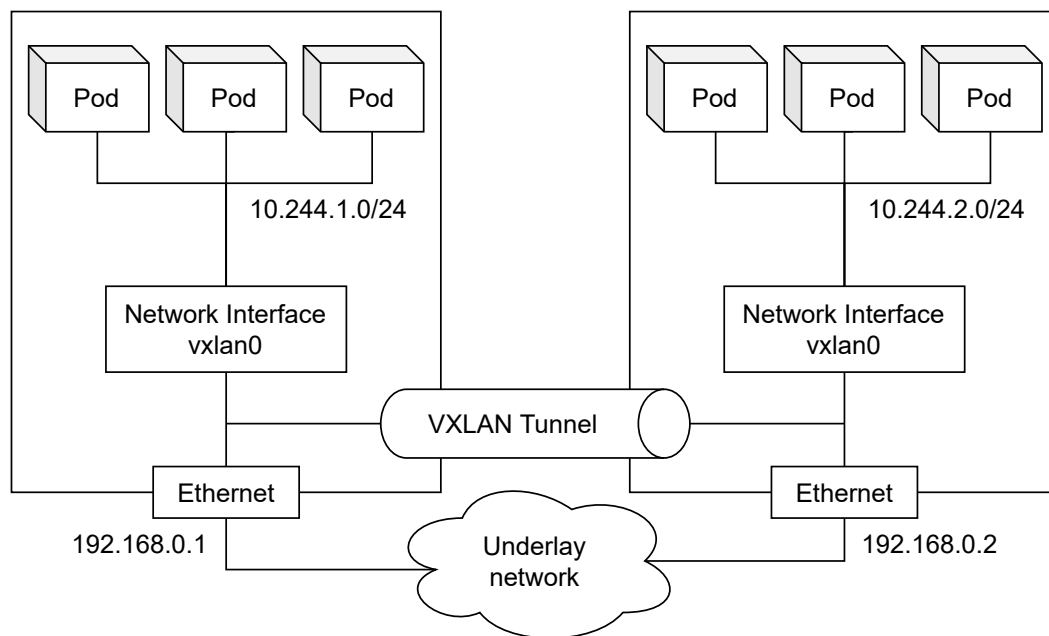 Pod
Pod
Pod
10.244.1.0/24
Network Interface
vxlan0
Ethernet
192.168.0.1
Pod
Pod
Pod
10.244.2.0/24
Network Interface
vxlan0
Ethernet
192.168.0.2
VXLAN Tunnel
Underlay
network